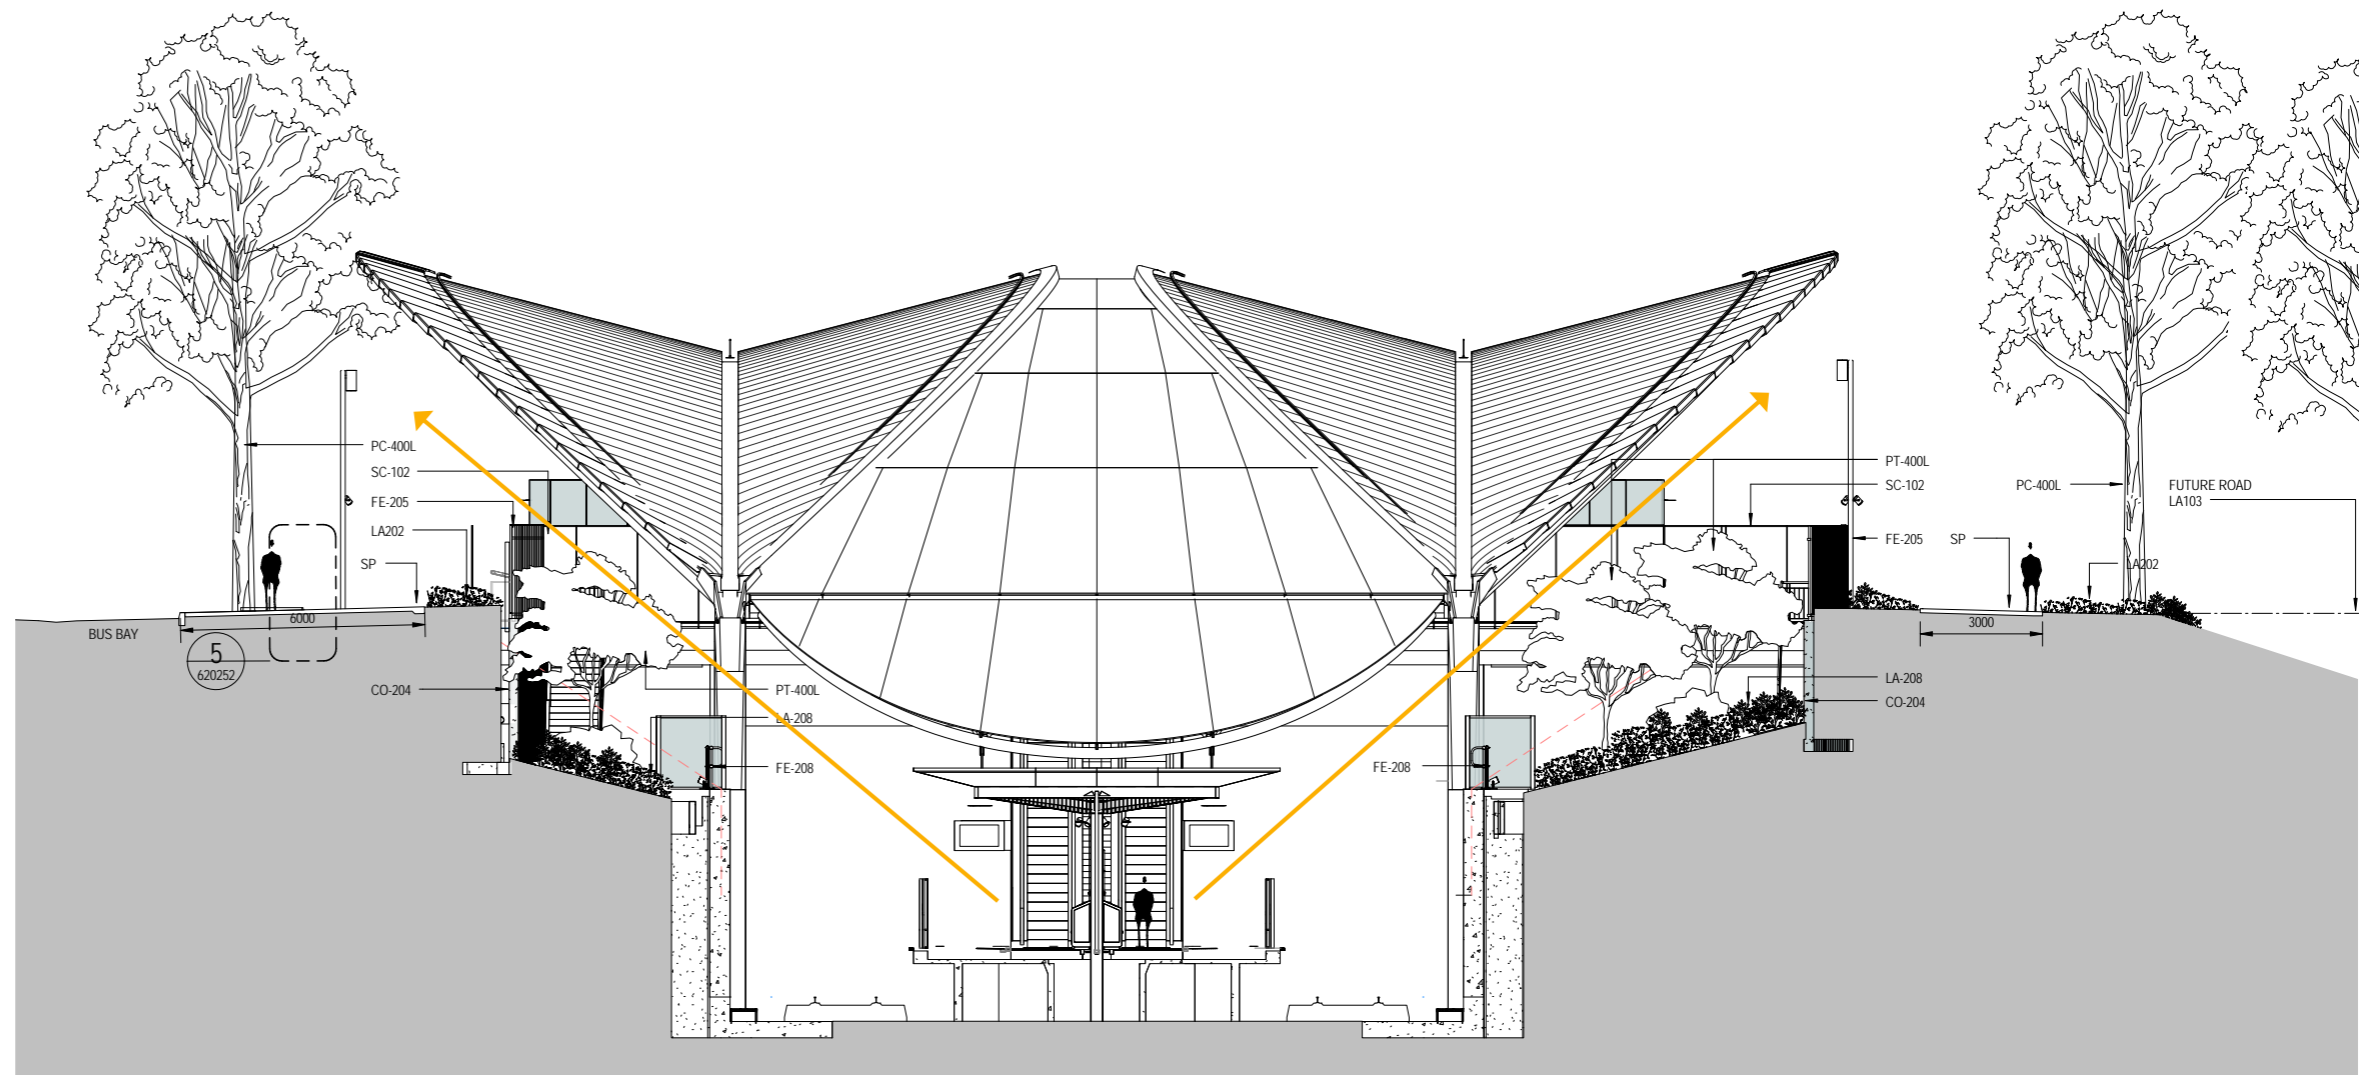 PC-400L
SC-102
FE-205
LA202
SP
BUS BAY
6000
5
620252
CO-204
PT-400L
LA-208
FE-208
FE-208
PT-400L
SC-102
PC-400L
FUTURE ROAD
LA103
FE-205
SP
LA202
3000
LA-208
CO-204